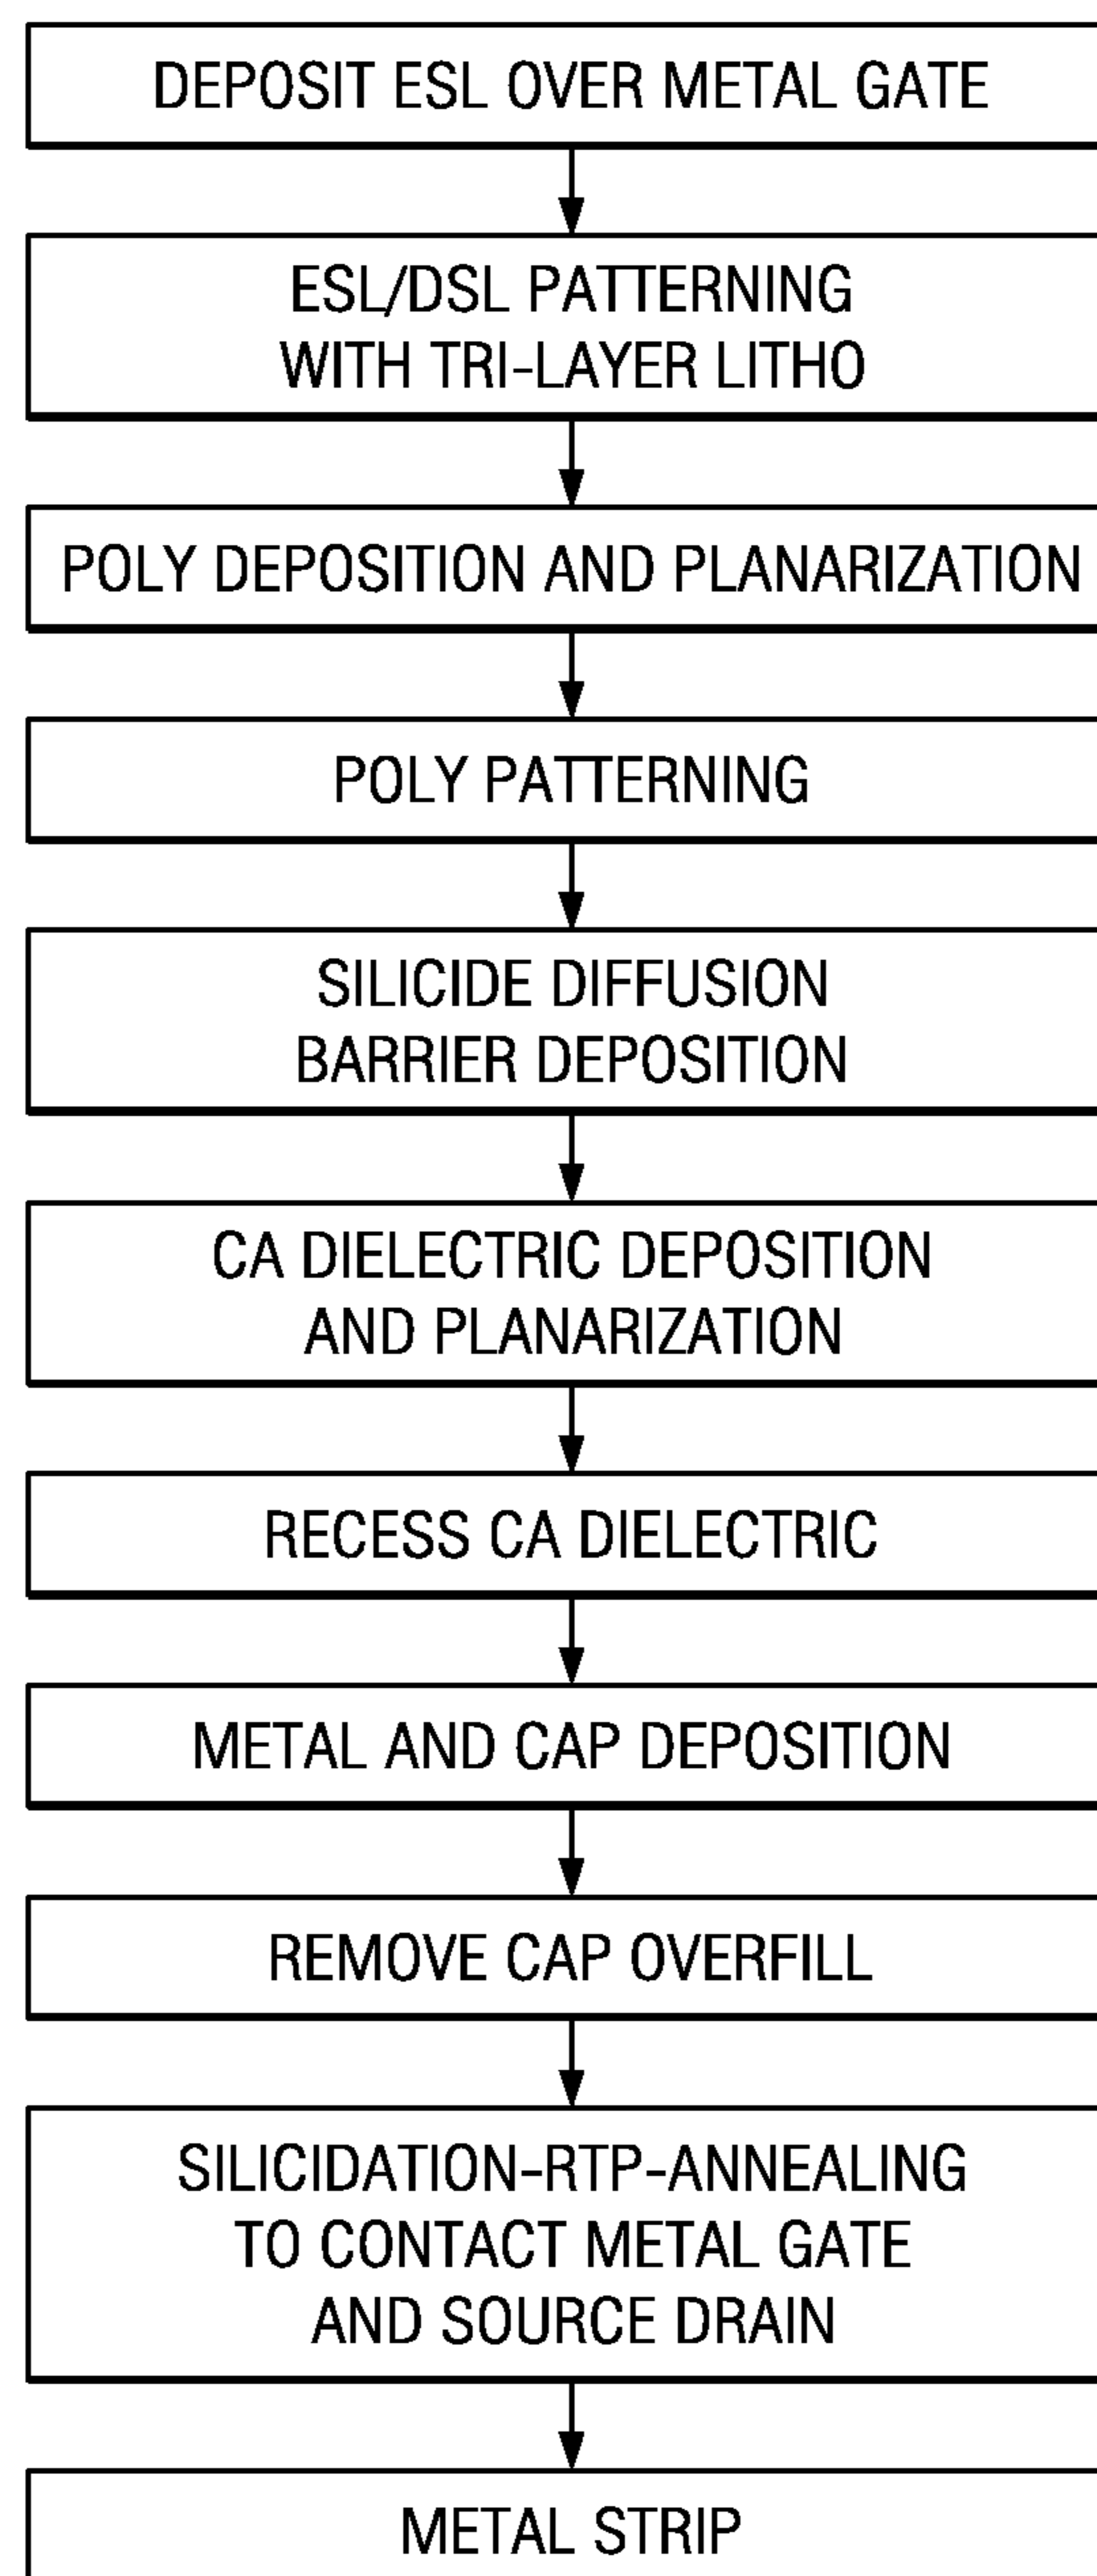 DEPOSIT ESL OVER METAL GATE
ESL/DSL PATTERNING
WITH TRI-LAYER LITHO
POLY DEPOSITION AND PLANARIZATION
POLY PATTERNING
SILICIDE DIFFUSION
BARRIER DEPOSITION
CA DIELECTRIC DEPOSITION
AND PLANARIZATION
RECESS CA DIELECTRIC
METAL AND CAP DEPOSITION
REMOVE CAP OVERFILL
SILICIDATION-RTP-ANNEALING
TO CONTACT METAL GATE
AND SOURCE DRAIN
METAL STRIP